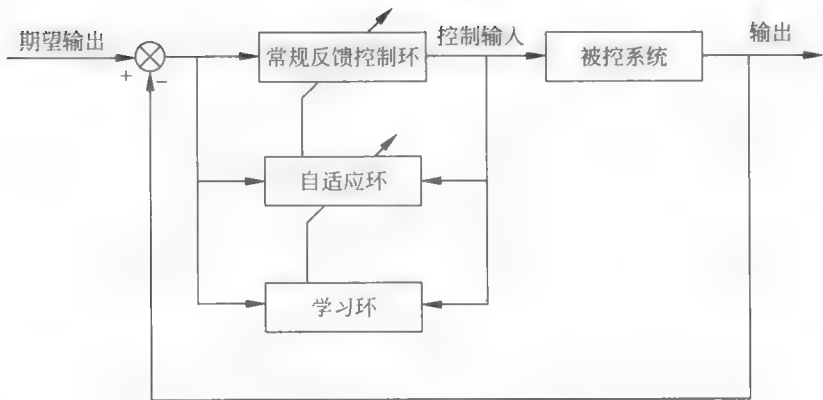 期望输出
+
−
常规反馈控制环
控制输入
被控系统
输出
自适应环
学习环